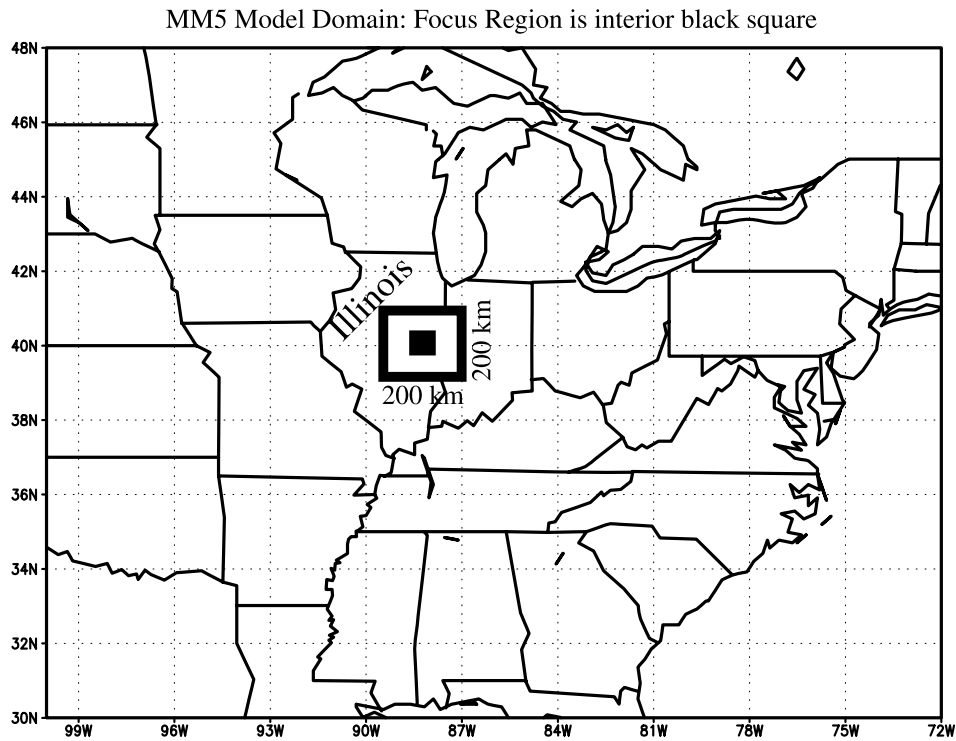 MM5 Model Domain: Focus Region is interior black square
48N
46N
44N
42N
40N
38N
36N
34N
32N
30N
Illinois
200 km
200 km
99W
96W
93W
90W
87W
84W
81W
78W
75W
72W